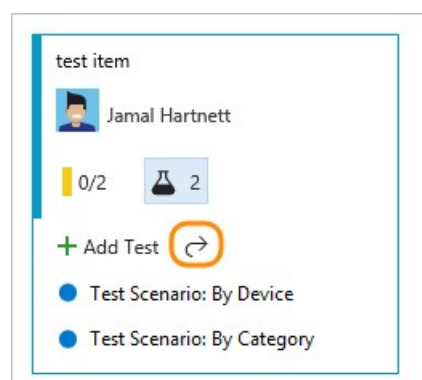 test item
Jamal Hartnett
0/2 2
+ Add Test
Test Scenario: By Device
Test Scenario: By Category